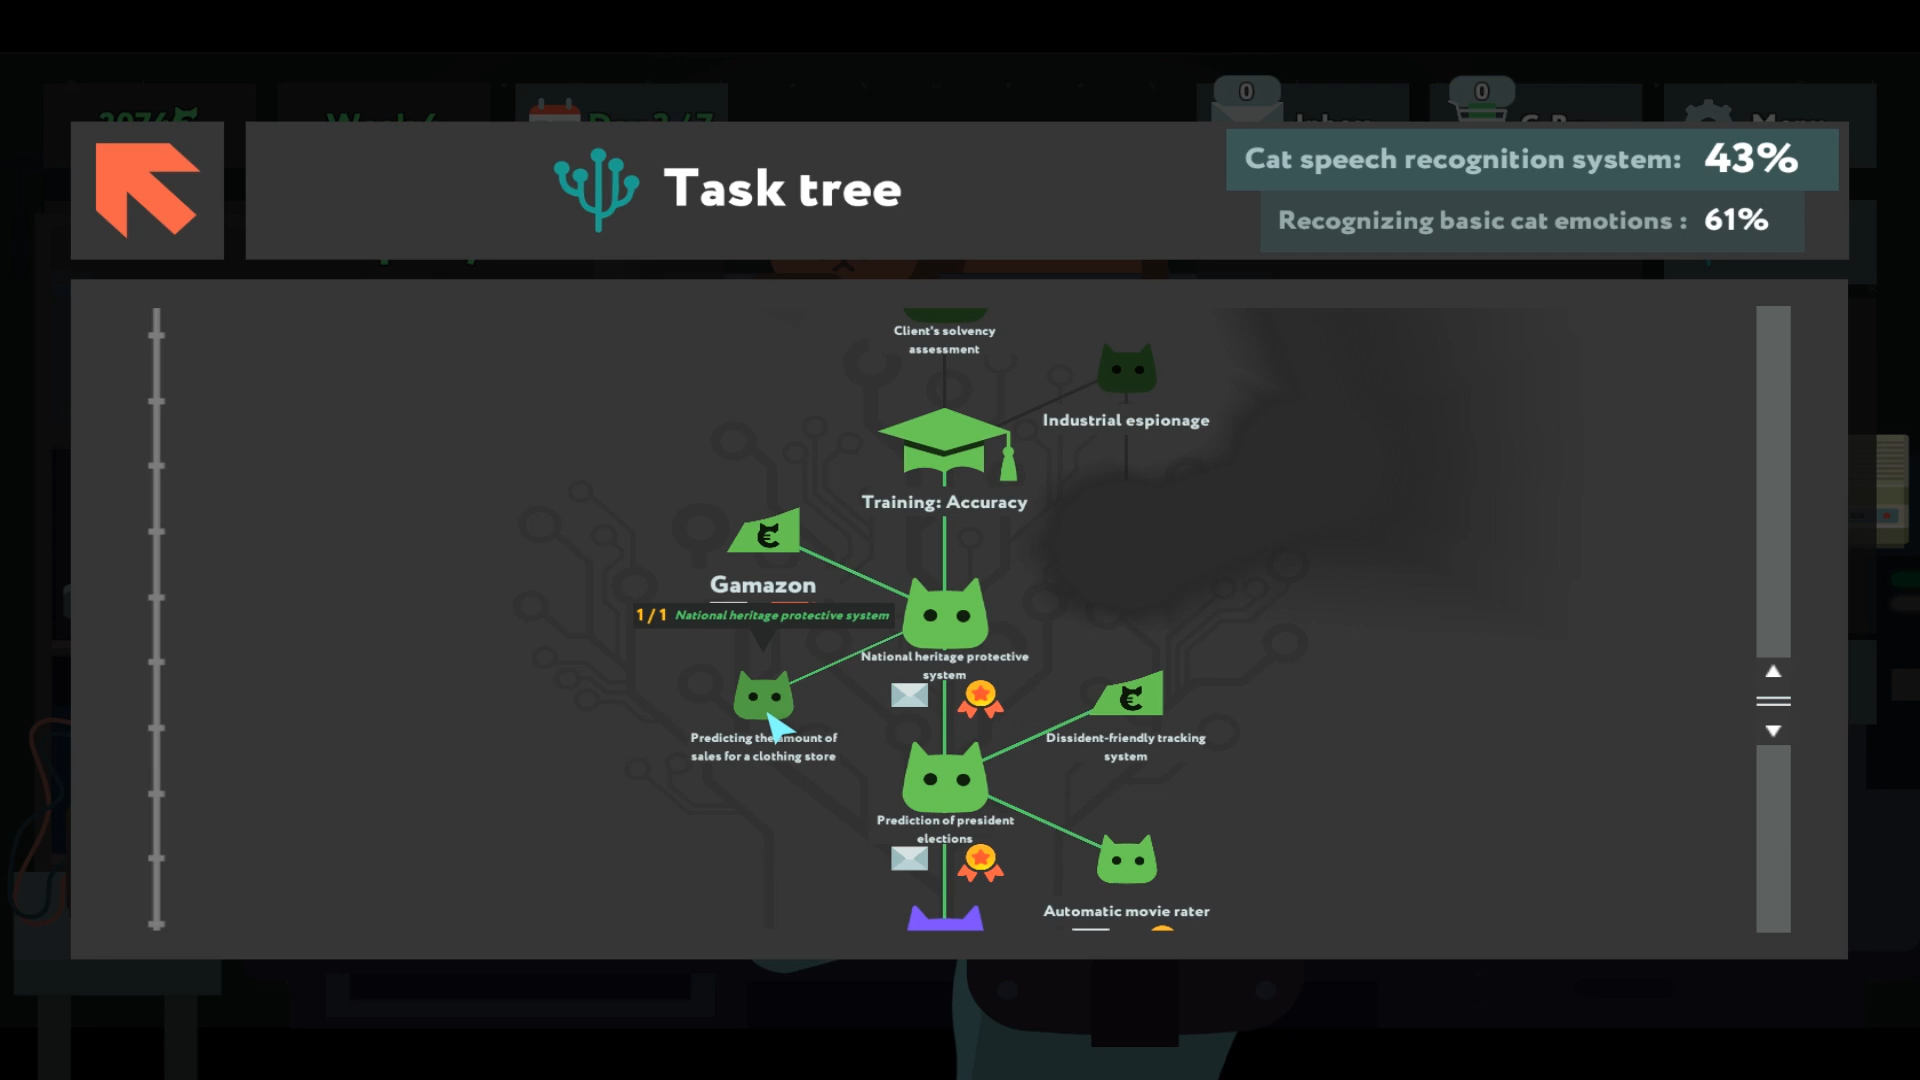 0
0
Task tree
Cat speech recognition system: 43%
Recognizing basic cat emotions : 61%
Client's solvency
assessment
Industrial espionage
Training: Accuracy
Gamazon
1 / 1 National heritage protective system
National heritage protective
system
Predicting the amount of
sales for a clothing store
Dissident-friendly tracking
system
Prediction of president
elections
Automatic movie rater